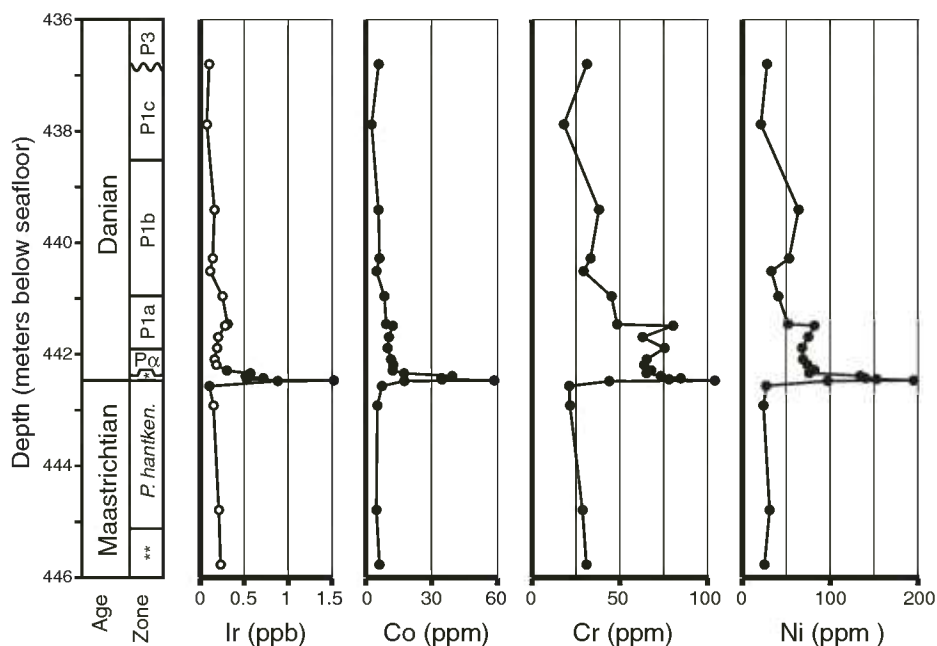 436
438
440
442
444
446
Depth (meters below seafloor)
Danian
Maastrichtian
Age
P3
P1c
P1b
P1a
Pα
*
P. hantken.
**
Zone
0 0.5 1 1.5
Ir (ppb)
0 30 60
Co (ppm)
0 50 100
Cr (ppm)
0 100 200
Ni (ppm )